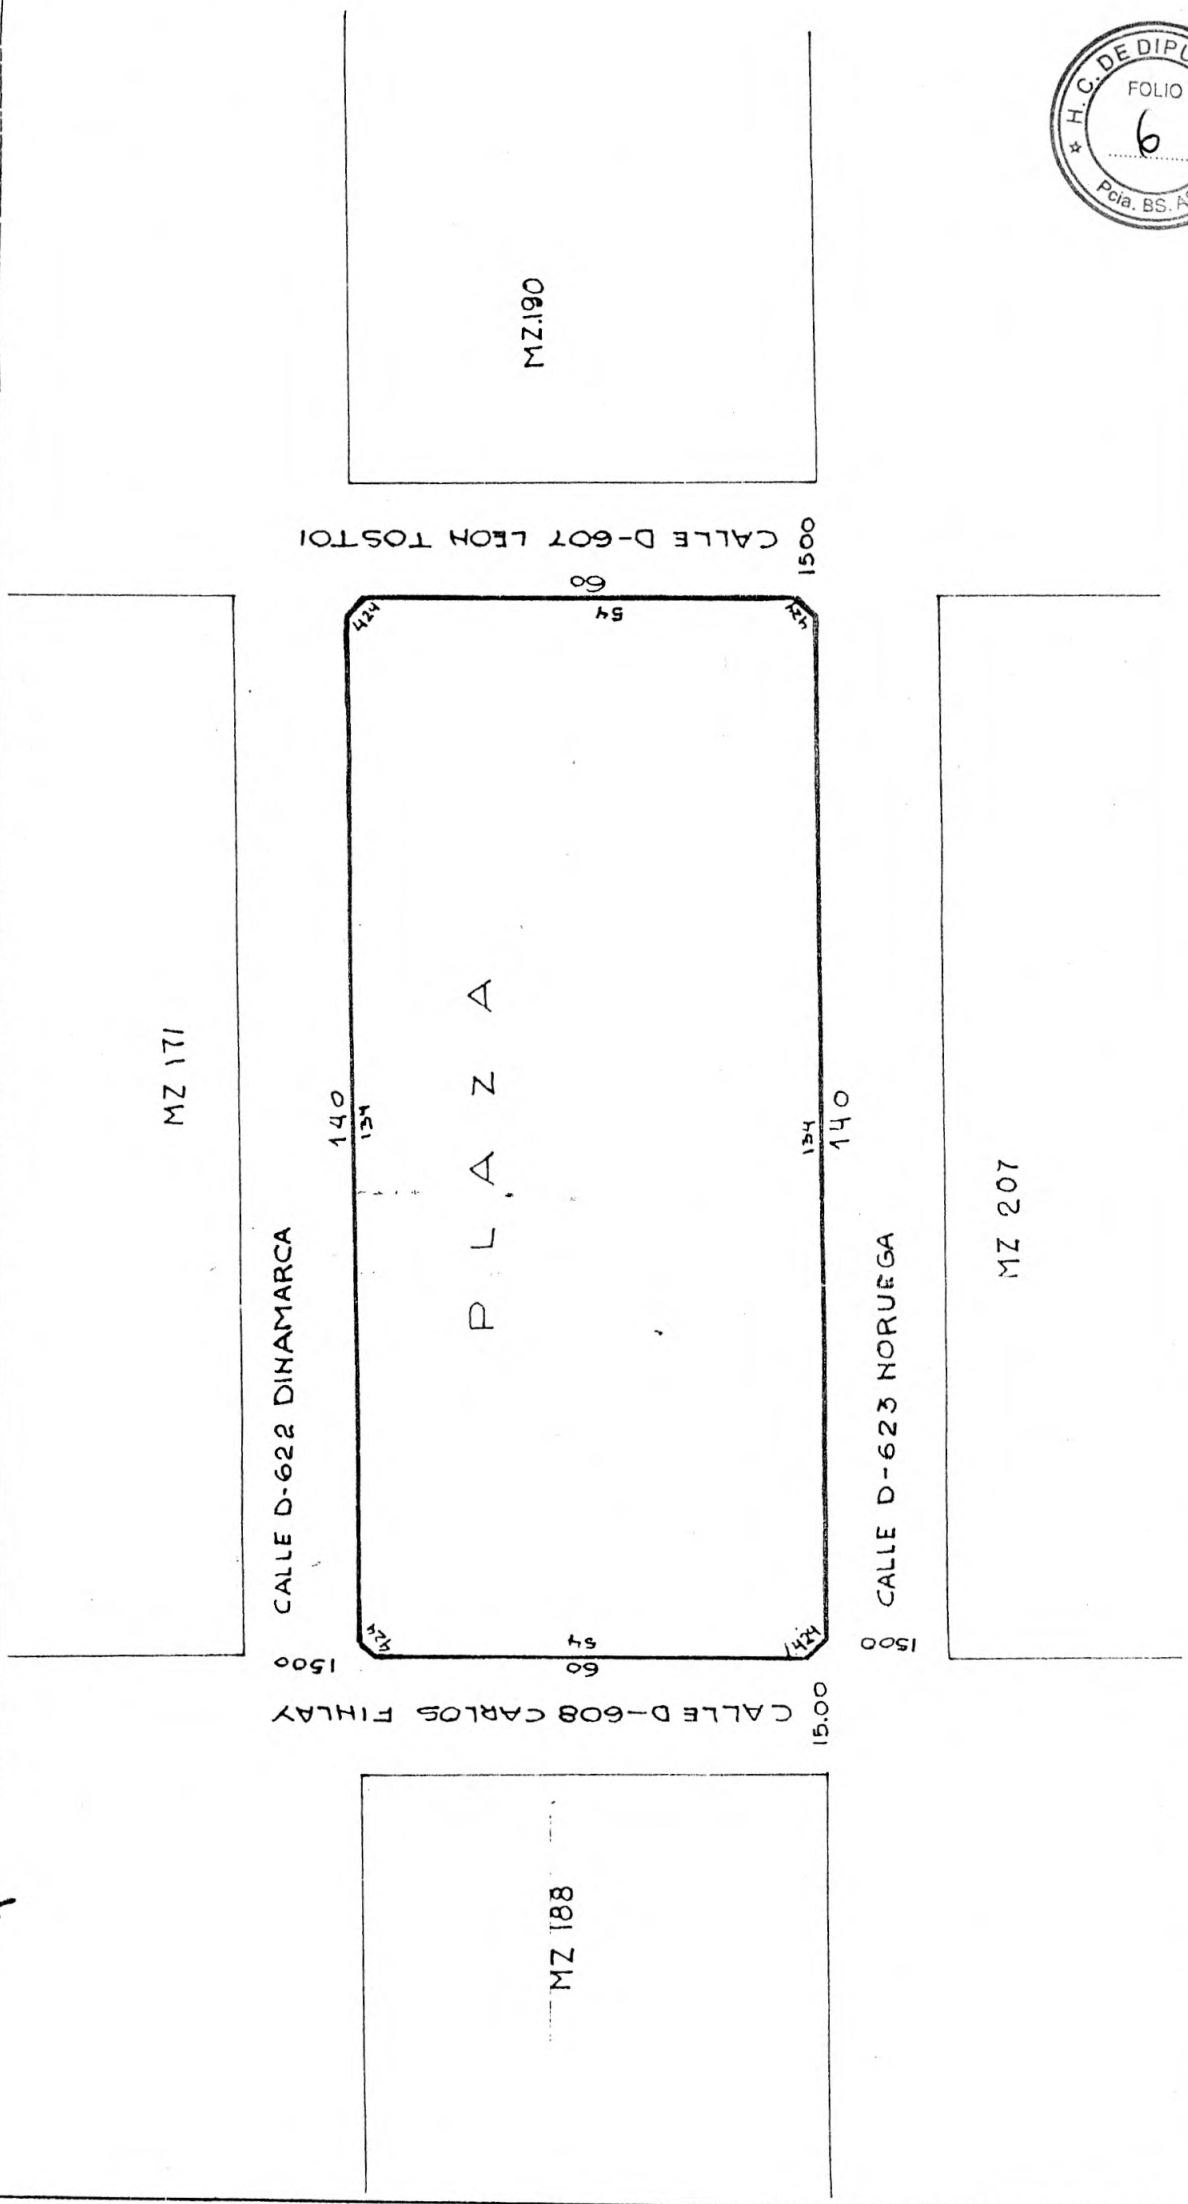 H. C. DE DIPU
FOLIO
6
Pcia. BS. A
MZ.190
CALLE D-607 LEON TOSTOI
1500
60
54
424
424
MZ 171
CALLE D-622 DINAMARCA
1500
140
134
PLAZA
134
140
CALLE D-623 NORUEGA
1500
MZ 207
424
424
54
60
CALLE D-608 CARLOS FINLAY
15.00
MZ 188